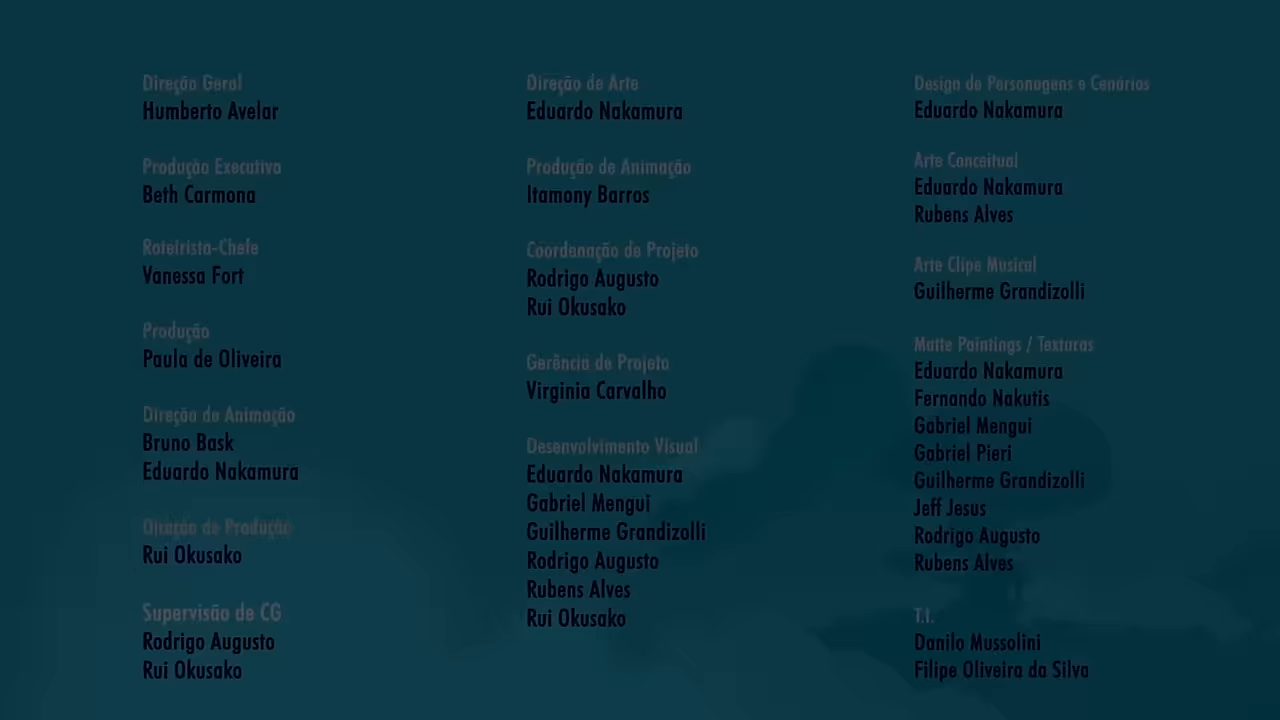 Direção Geral
Humberto Avelar
Produção Executiva
Beth Carmona
Roteirista-Chefe
Vanessa Fort
Produção
Paula de Oliveira
Direção de Animação
Bruno Bask
Eduardo Nakamura
Direção de Produção
Rui Okusako
Supervisão de CG
Rodrigo Augusto
Rui Okusako
Direção de Arte
Eduardo Nakamura
Produção de Animação
Itamony Barros
Coordenação de Projeto
Rodrigo Augusto
Rui Okusako
Gerência de Projeto
Virginia Carvalho
Desenvolvimento Visual
Eduardo Nakamura
Gabriel Mengui
Guilherme Grandizolli
Rodrigo Augusto
Rubens Alves
Rui Okusako
Design de Personagens e Cenários
Eduardo Nakamura
Arte Conceitual
Eduardo Nakamura
Rubens Alves
Arte Clipe Musical
Guilherme Grandizolli
Matte Paintings / Texturas
Eduardo Nakamura
Fernando Nakutis
Gabriel Mengui
Gabriel Pieri
Guilherme Grandizolli
Jeff Jesus
Rodrigo Augusto
Rubens Alves
T.I.
Danilo Mussolini
Filipe Oliveira da Silva